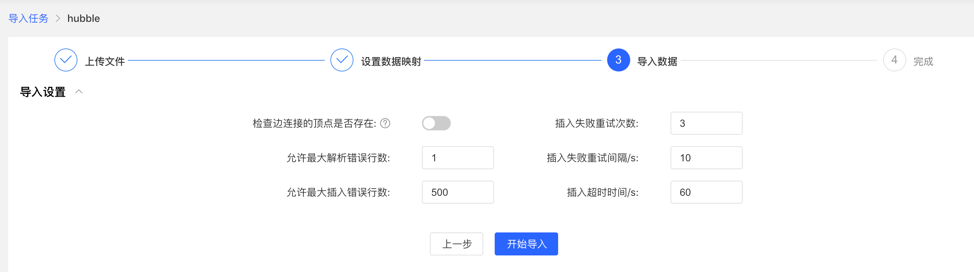 导入任务 > hubble
上传文件 设置数据映射 3 导入数据 4 完成
导入设置
检查边连接的顶点是否存在: ? 插入失败重试次数: 3
允许最大解析错误行数: 1 插入失败重试间隔/s: 10
允许最大插入错误行数: 500 插入超时时间/s: 60
上一步 开始导入